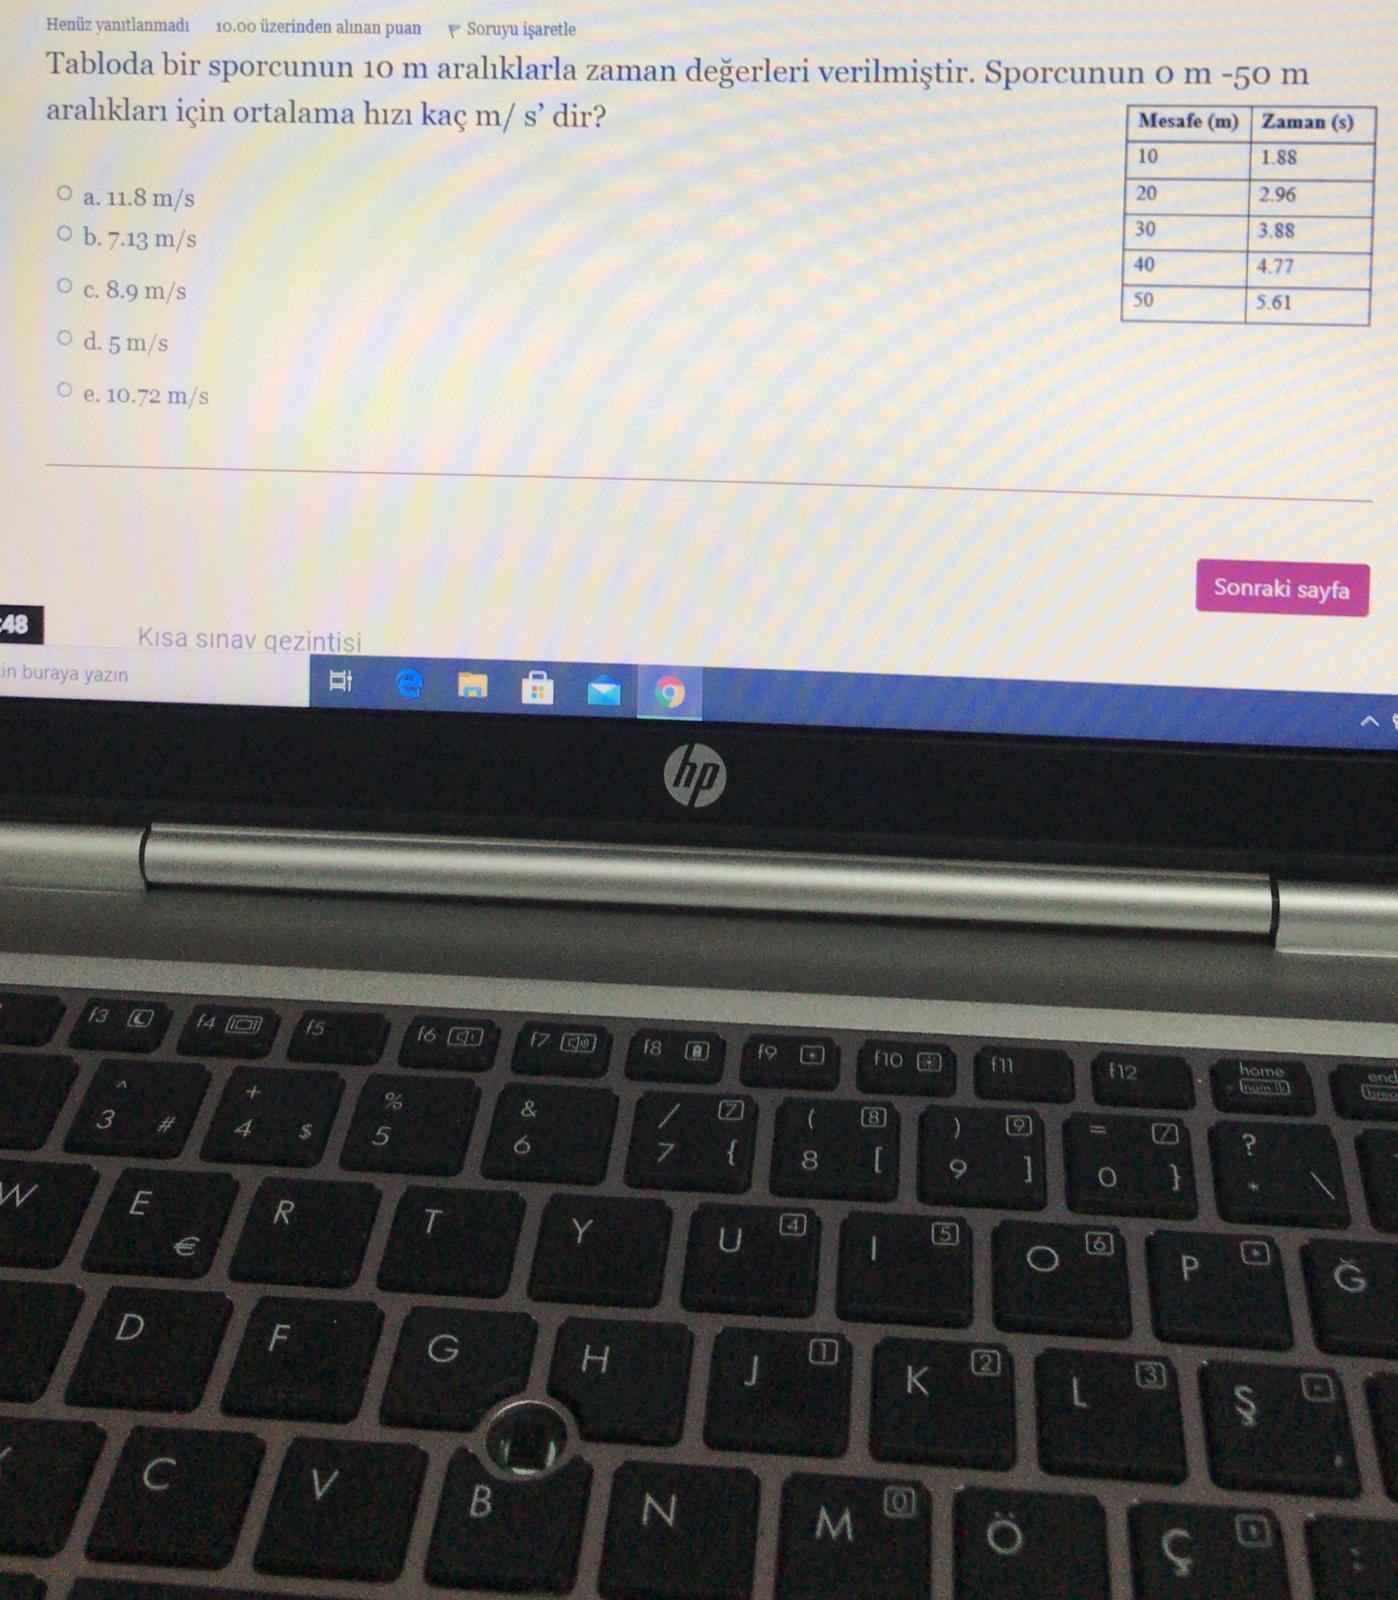 Henüz yanıtlanmadı 10.00 üzerinden alınan puan Soruyu işaretle
Tabloda bir sporcunun 10 m aralıklarla zaman değerleri verilmiştir. Sporcunun 0 m -50 m
aralıkları için ortalama hızı kaç m/ s’ dir?
Mesafe (m) Zaman (s)
10 1.88
20 2.96
30 3.88
40 4.77
50 5.61
a. 11.8 m/s
b. 7.13 m/s
c. 8.9 m/s
d. 5 m/s
e. 10.72 m/s
Sonraki sayfa
:48
Kısa sınav gezintisi
buraya yazın
hp
f3 f4 f5 f6 f7 f8 f9 f10 f11 f12 home end
^ + % & / 7 ( 8 ) 9 = / ?
3 # 4 $ 5 6 7 { 8 [ 9 ] 0 } * \
W E € R T Y U 4 I 5 O 6 P Ğ
D F G H J 1 K 2 L 3 Ş
C V B N M 0 Ö Ç